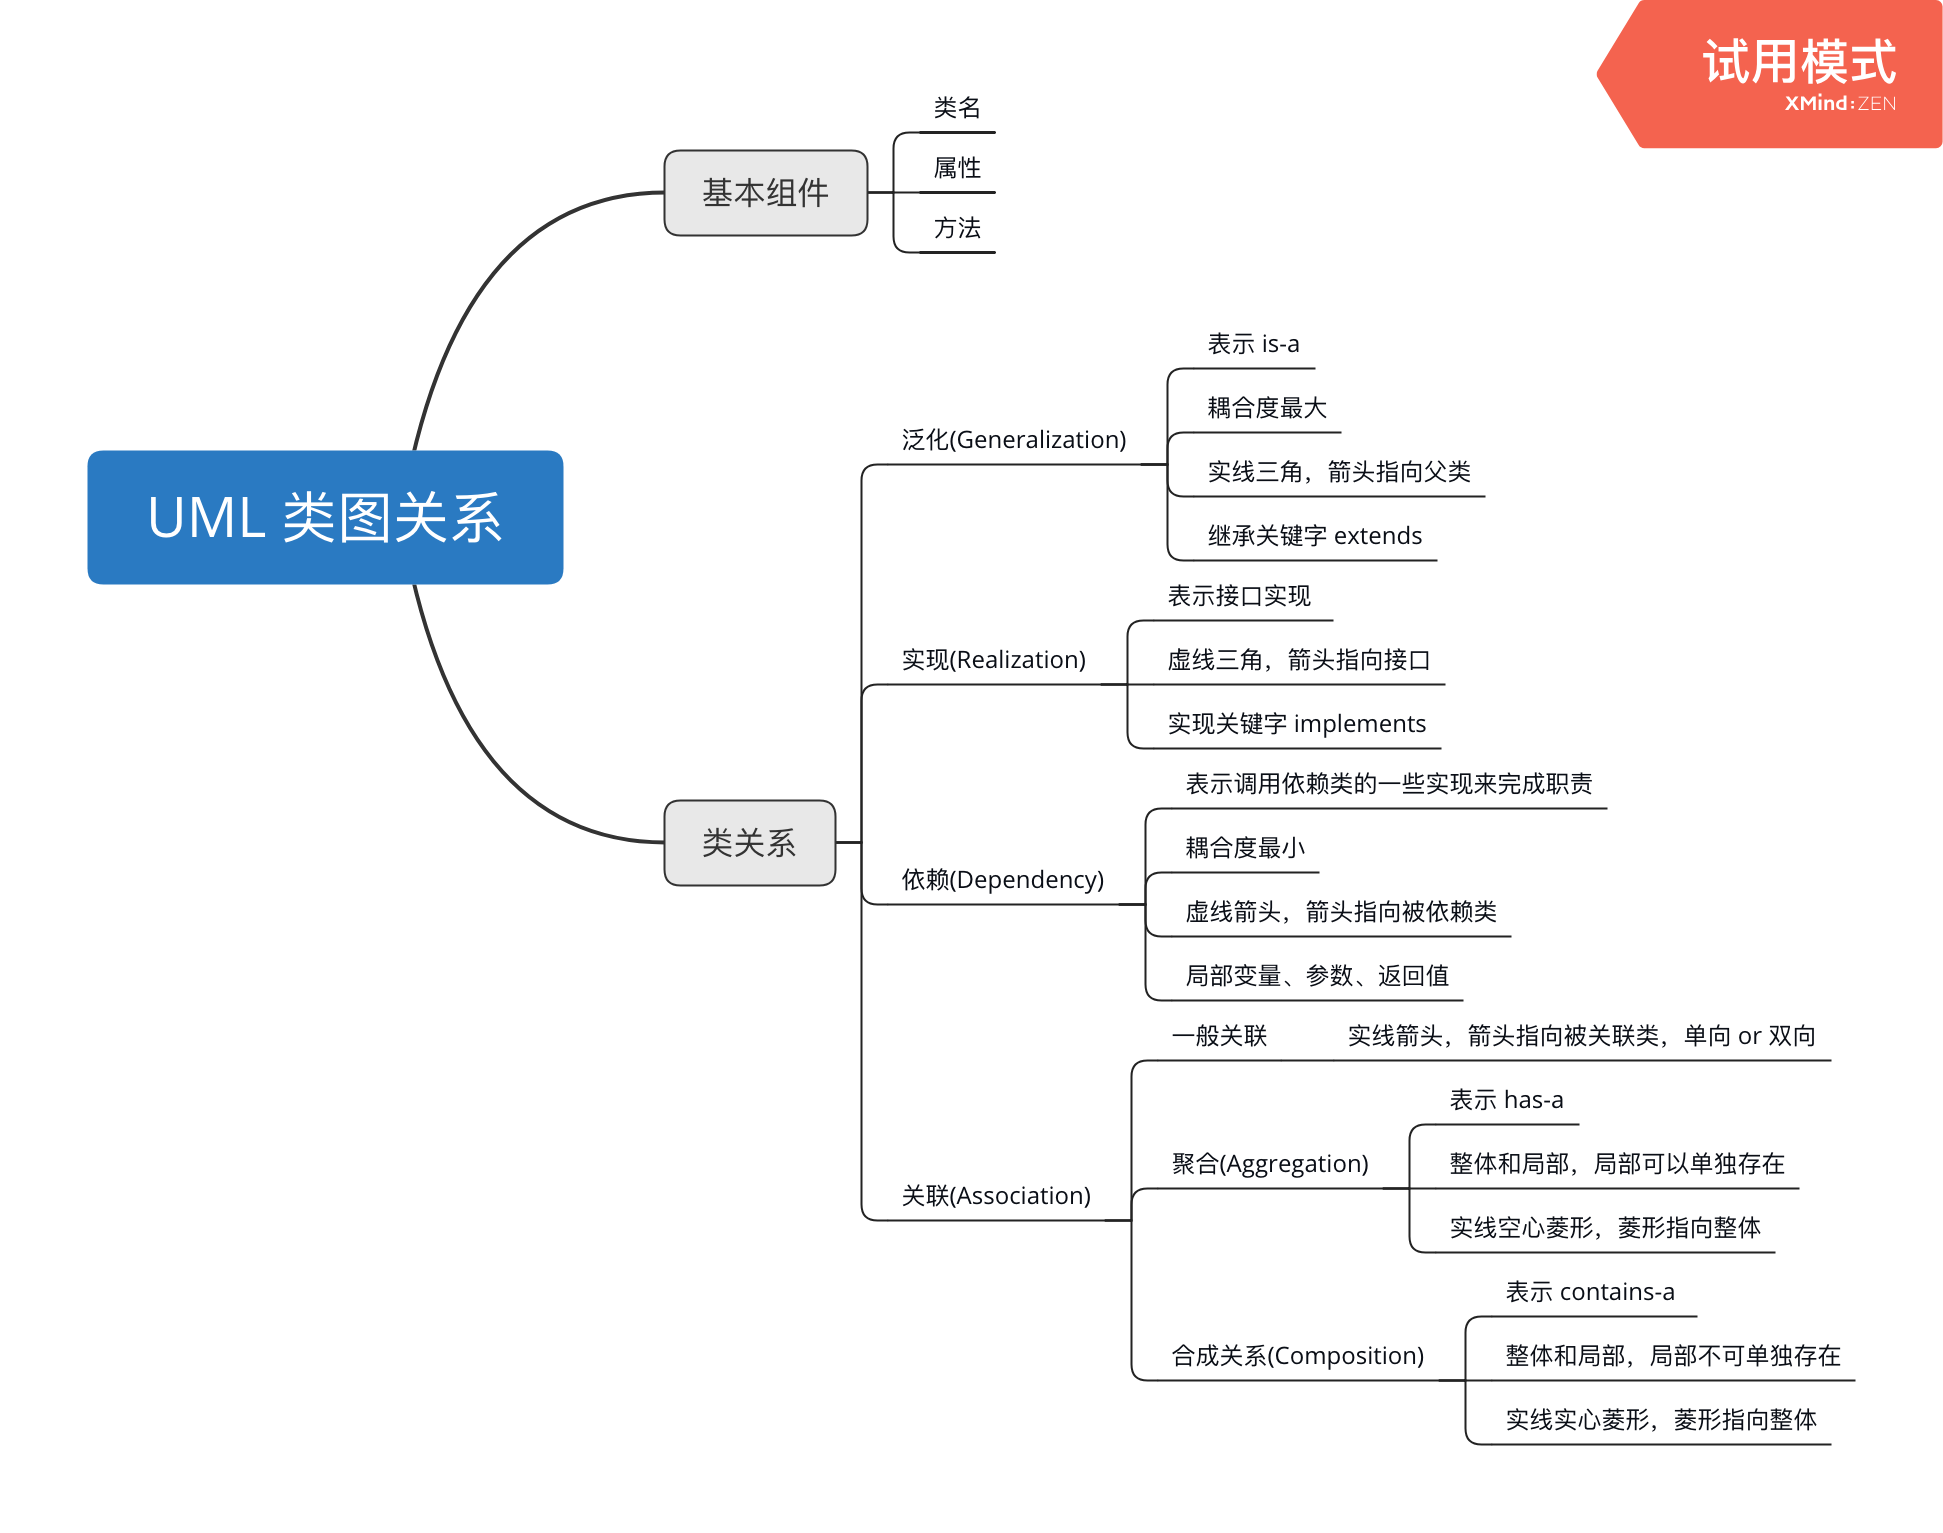 试用模式
XMind:ZEN
UML 类图关系
基本组件
类名
属性
方法
类关系
泛化(Generalization)
表示 is-a
耦合度最大
实线三角，箭头指向父类
继承关键字 extends
实现(Realization)
表示接口实现
虚线三角，箭头指向接口
实现关键字 implements
依赖(Dependency)
表示调用依赖类的一些实现来完成职责
耦合度最小
虚线箭头，箭头指向被依赖类
局部变量、参数、返回值
关联(Association)
一般关联
实线箭头，箭头指向被关联类，单向 or 双向
聚合(Aggregation)
表示 has-a
整体和局部，局部可以单独存在
实线空心菱形，菱形指向整体
合成关系(Composition)
表示 contains-a
整体和局部，局部不可单独存在
实线实心菱形，菱形指向整体